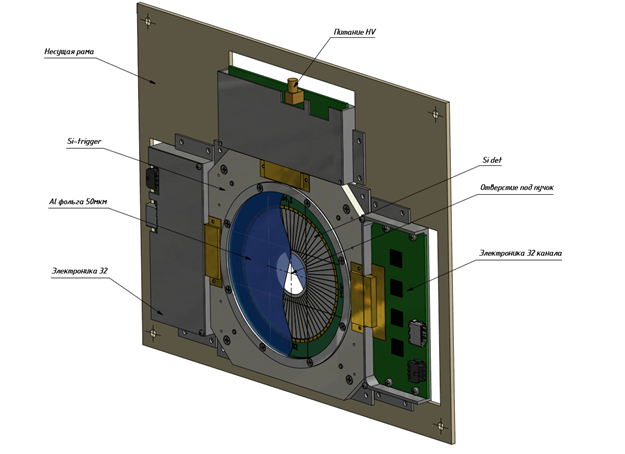 Питание HV
Несущая рама
Si-trigger
Si det
Отверстие под пучок
Al фольга 50мкм
Электроника 32 канала
Электроника 32